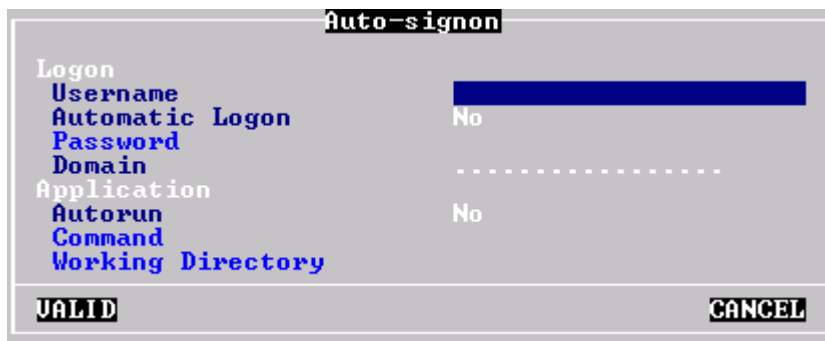 Auto-signon
Logon
Username
Automatic Logon No
Password
Domain .................
Application
Autorun No
Command
Working Directory
VALID CANCEL